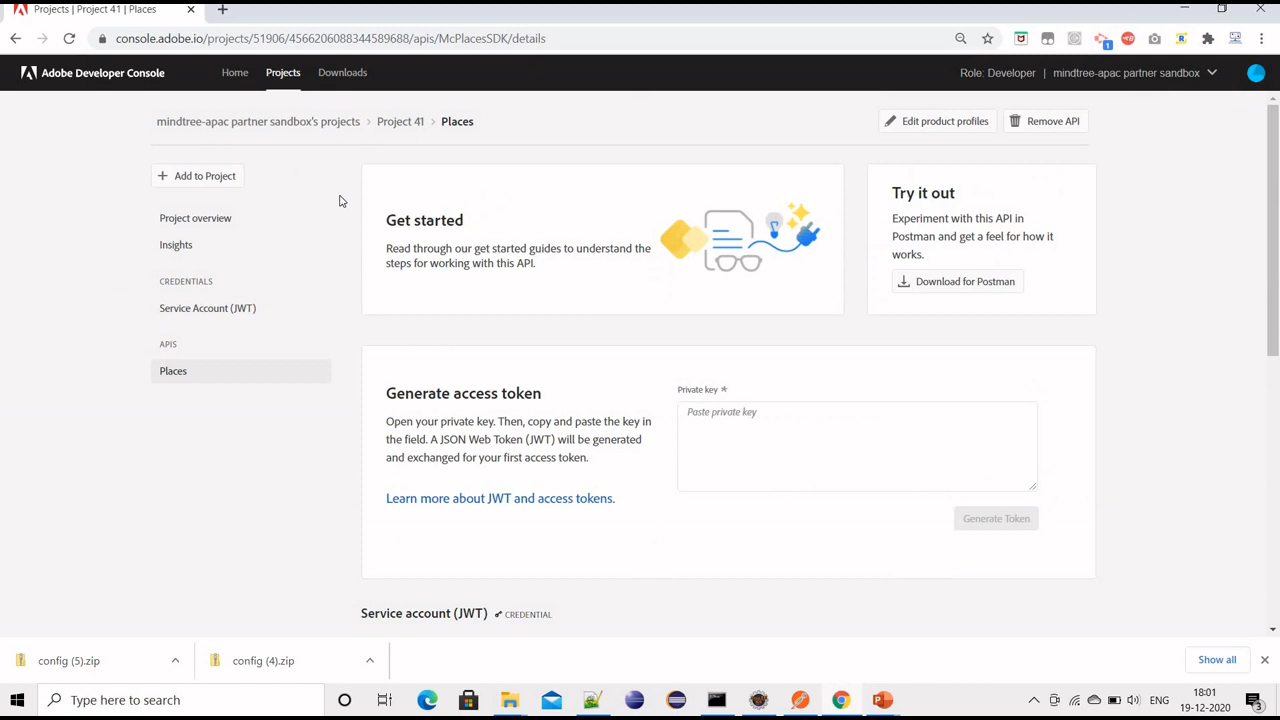 Projects | Project 41 | Places
console.adobe.io/projects/51906/4566206088344589688/apis/McPlacesSDK/details
Adobe Developer Console
Home
Projects
Downloads
Role: Developer | mindtree-apac partner sandbox
mindtree-apac partner sandbox's projects > Project 41 > Places
Edit product profiles
Remove API
+ Add to Project
Project overview
Insights
CREDENTIALS
Service Account (JWT)
APIS
Places
Get started
Read through our get started guides to understand the
steps for working with this API.
Try it out
Experiment with this API in
Postman and get a feel for how it
works.
Download for Postman
Generate access token
Open your private key. Then, copy and paste the key in
the field. A JSON Web Token (JWT) will be generated
and exchanged for your first access token.
Learn more about JWT and access tokens.
Private key *
Paste private key
Generate Token
Service account (JWT) CREDENTIAL
config (5).zip
config (4).zip
Show all
Type here to search
ENG
18:01
19-12-2020